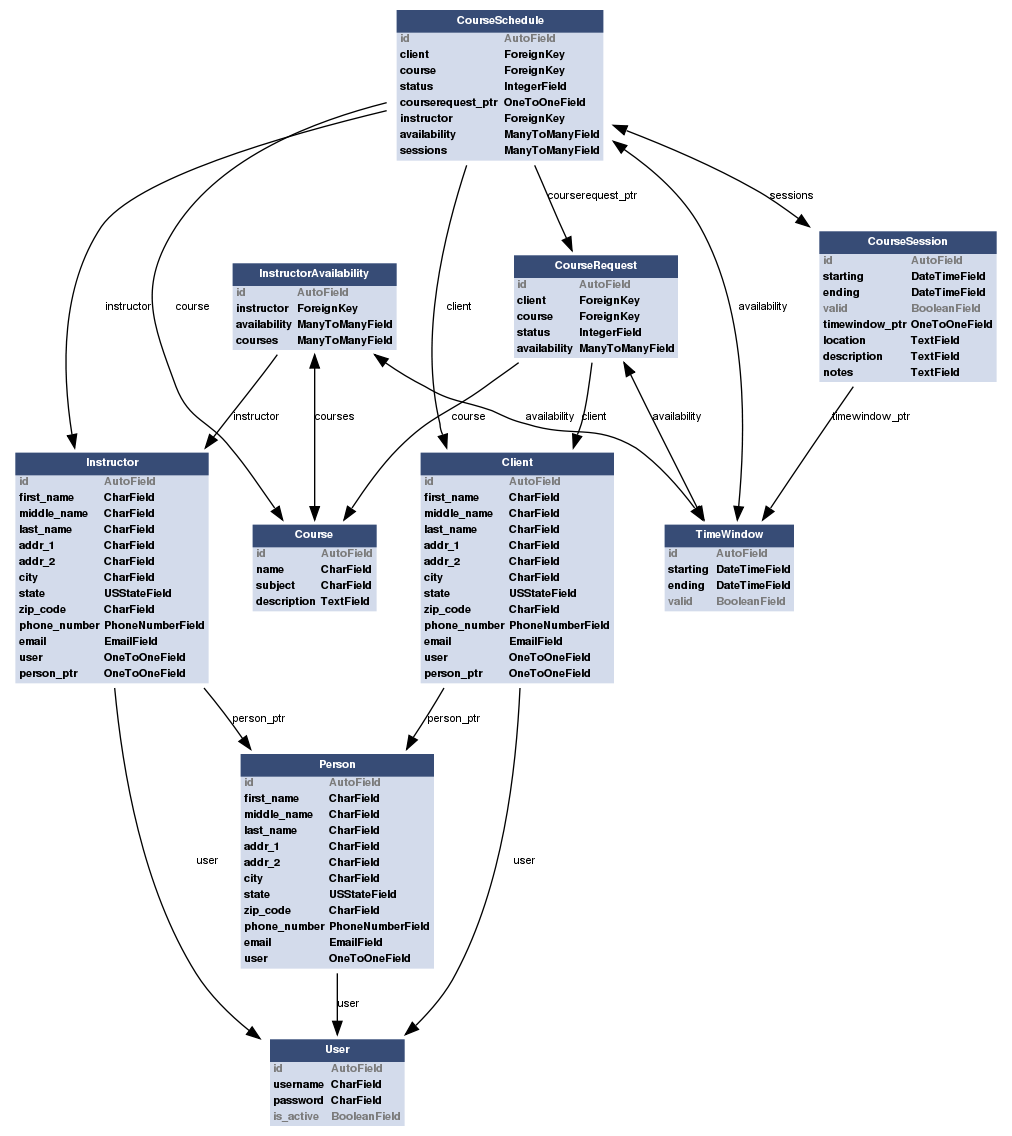 CourseSchedule
id AutoField
client ForeignKey
course ForeignKey
status IntegerField
courserequest_ptr OneToOneField
instructor ForeignKey
availability ManyToManyField
sessions ManyToManyField
courserequest_ptr
sessions
CourseSession
id AutoField
starting DateTimeField
ending DateTimeField
valid BooleanField
timewindow_ptr OneToOneField
location TextField
description TextField
notes TextField
InstructorAvailability
id AutoField
instructor ForeignKey
availability ManyToManyField
courses ManyToManyField
CourseRequest
id AutoField
client ForeignKey
course ForeignKey
status IntegerField
availability ManyToManyField
instructor
course
client
availability
instructor
courses
course
availability
client
availability
timewindow_ptr
Instructor
id AutoField
first_name CharField
middle_name CharField
last_name CharField
addr_1 CharField
addr_2 CharField
city CharField
state USStateField
zip_code CharField
phone_number PhoneNumberField
email EmailField
user OneToOneField
person_ptr OneToOneField
Course
id AutoField
name CharField
subject CharField
description TextField
Client
id AutoField
first_name CharField
middle_name CharField
last_name CharField
addr_1 CharField
addr_2 CharField
city CharField
state USStateField
zip_code CharField
phone_number PhoneNumberField
email EmailField
user OneToOneField
person_ptr OneToOneField
TimeWindow
id AutoField
starting DateTimeField
ending DateTimeField
valid BooleanField
person_ptr
person_ptr
Person
id AutoField
first_name CharField
middle_name CharField
last_name CharField
addr_1 CharField
addr_2 CharField
city CharField
state USStateField
zip_code CharField
phone_number PhoneNumberField
email EmailField
user OneToOneField
user
user
user
User
id AutoField
username CharField
password CharField
is_active BooleanField